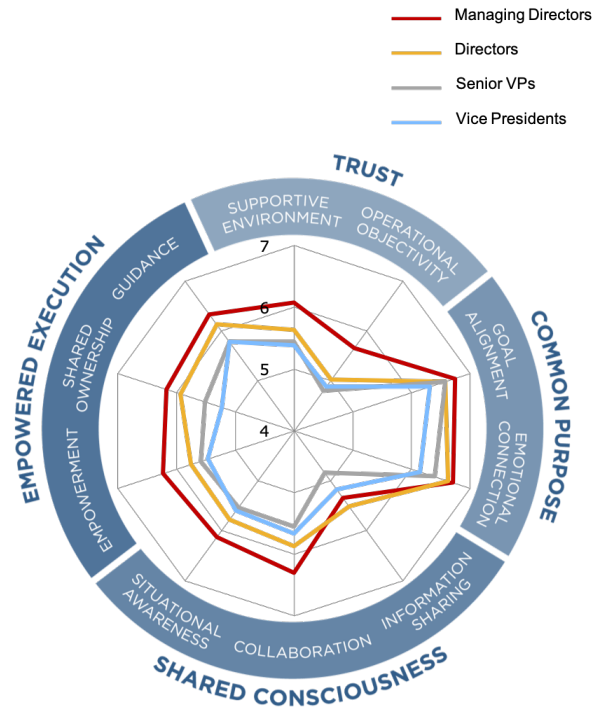 Managing Directors
Directors
Senior VPs
Vice Presidents
TRUST
SUPPORTIVE
ENVIRONMENT
OPERATIONAL
OBJECTIVITY
COMMON PURPOSE
GOAL
ALIGNMENT
EMOTIONAL
CONNECTION
SHARED CONSCIOUSNESS
INFORMATION
SHARING
COLLABORATION
SITUATIONAL
AWARENESS
EMPOWERED EXECUTION
EMPOWERMENT
SHARED
OWNERSHIP
GUIDANCE
7
6
5
4